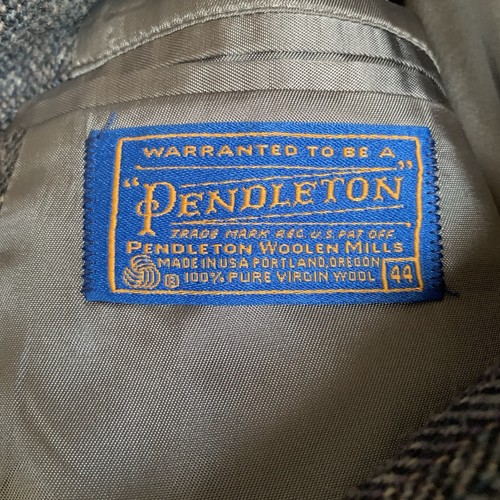 WARRANTED TO BE A
"PENDLETON"
TRADE MARK REG. U.S. PAT. OFF.
PENDLETON WOOLEN MILLS
MADE IN USA PORTLAND, OREGON
® 100% PURE VIRGIN WOOL 44